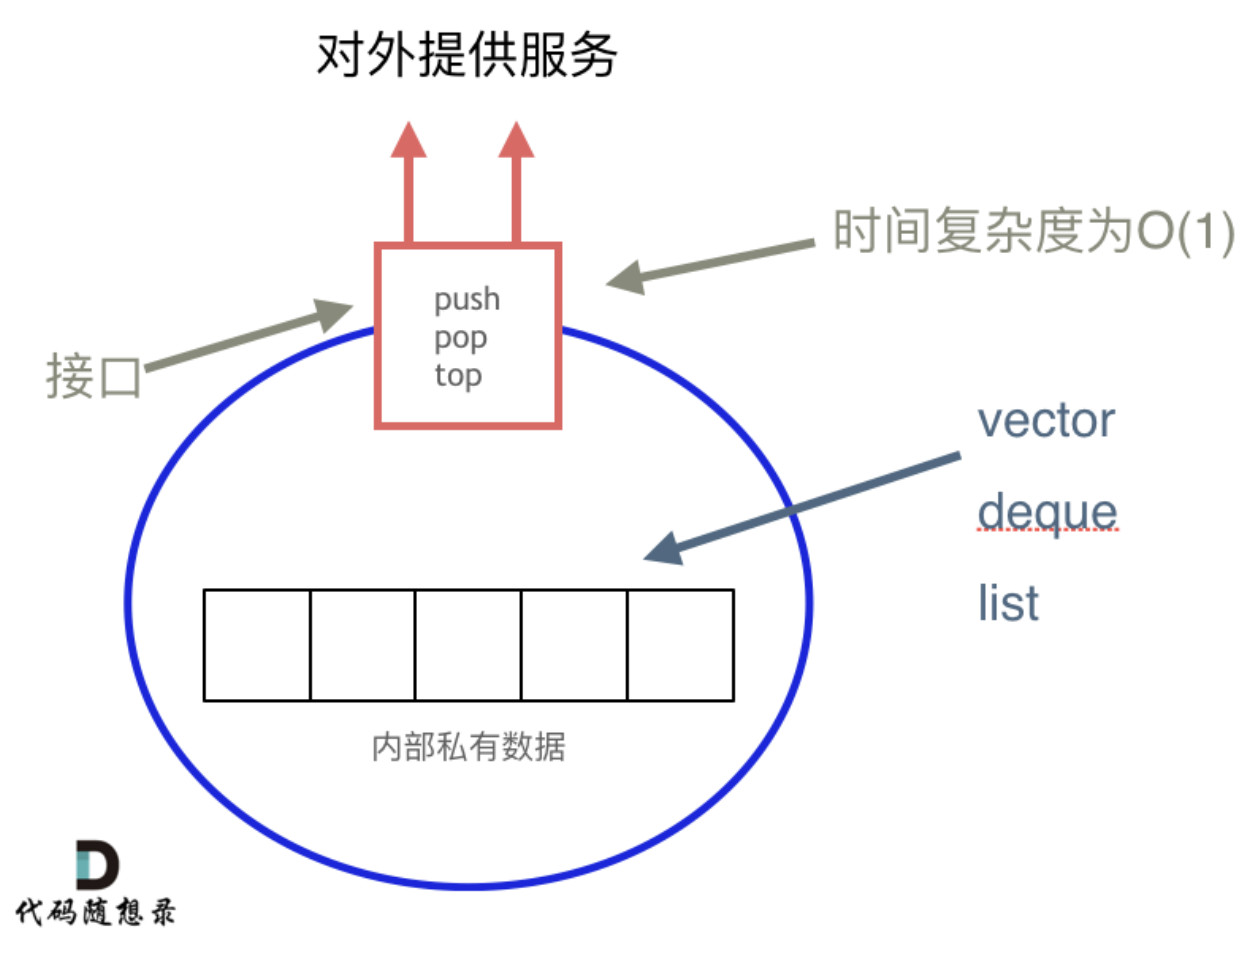 对外提供服务
时间复杂度为O(1)
push
pop
top
接口
vector
deque
list
内部私有数据
代码随想录